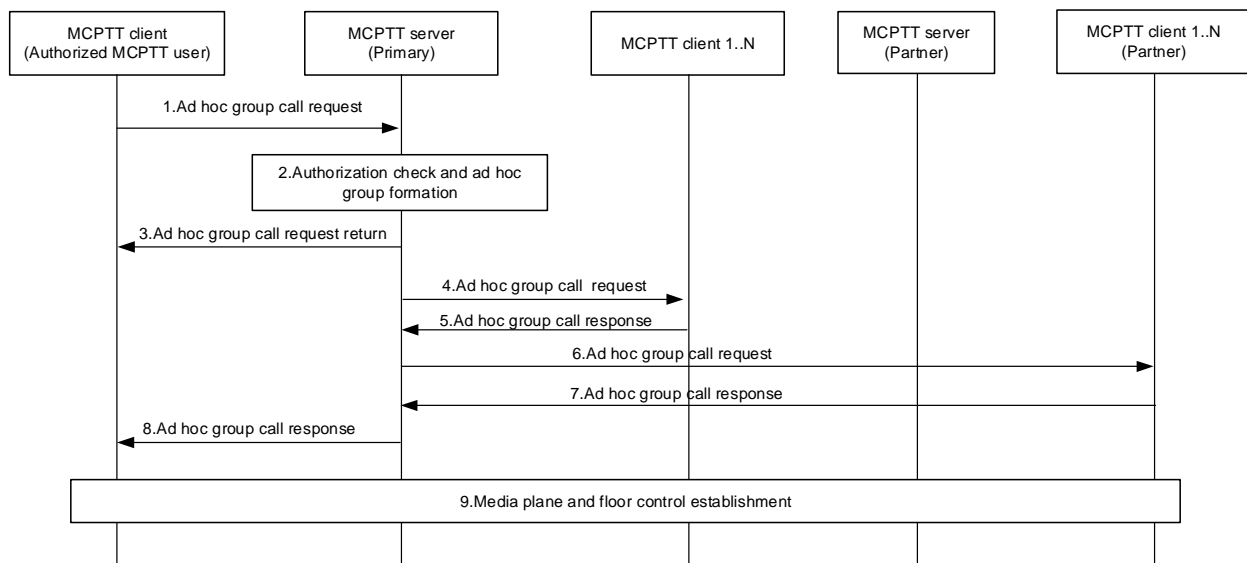 MCPTT client
(Authorized MCPTT user)
MCPTT server
(Primary)
MCPTT client 1..N
MCPTT server
(Partner)
MCPTT client 1..N
(Partner)
1.Ad hoc group call request
2.Authorization check and ad hoc
group formation
3.Ad hoc group call request return
4.Ad hoc group call  request
5.Ad hoc group call response
6.Ad hoc group call request
7.Ad hoc group call response
8.Ad hoc group call response
9.Media plane and floor control establishment